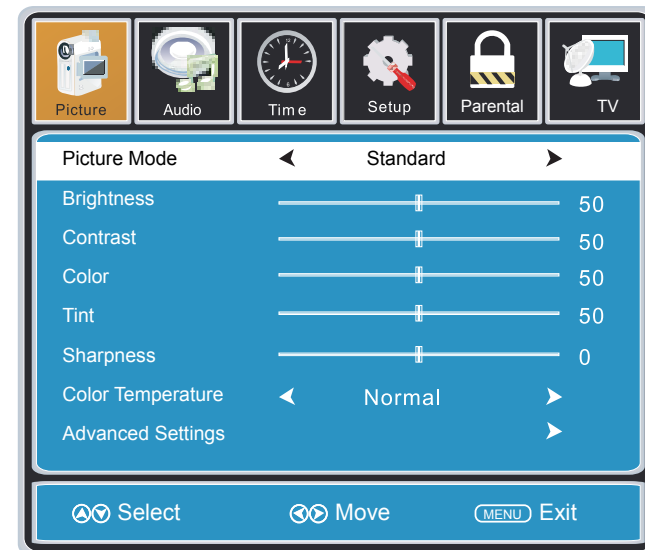 Picture Audio Time Setup Parental TV
Picture Mode Standard
Brightness 50
Contrast 50
Color 50
Tint 50
Sharpness 0
Color Temperature Normal
Advanced Settings
Select Move MENU Exit